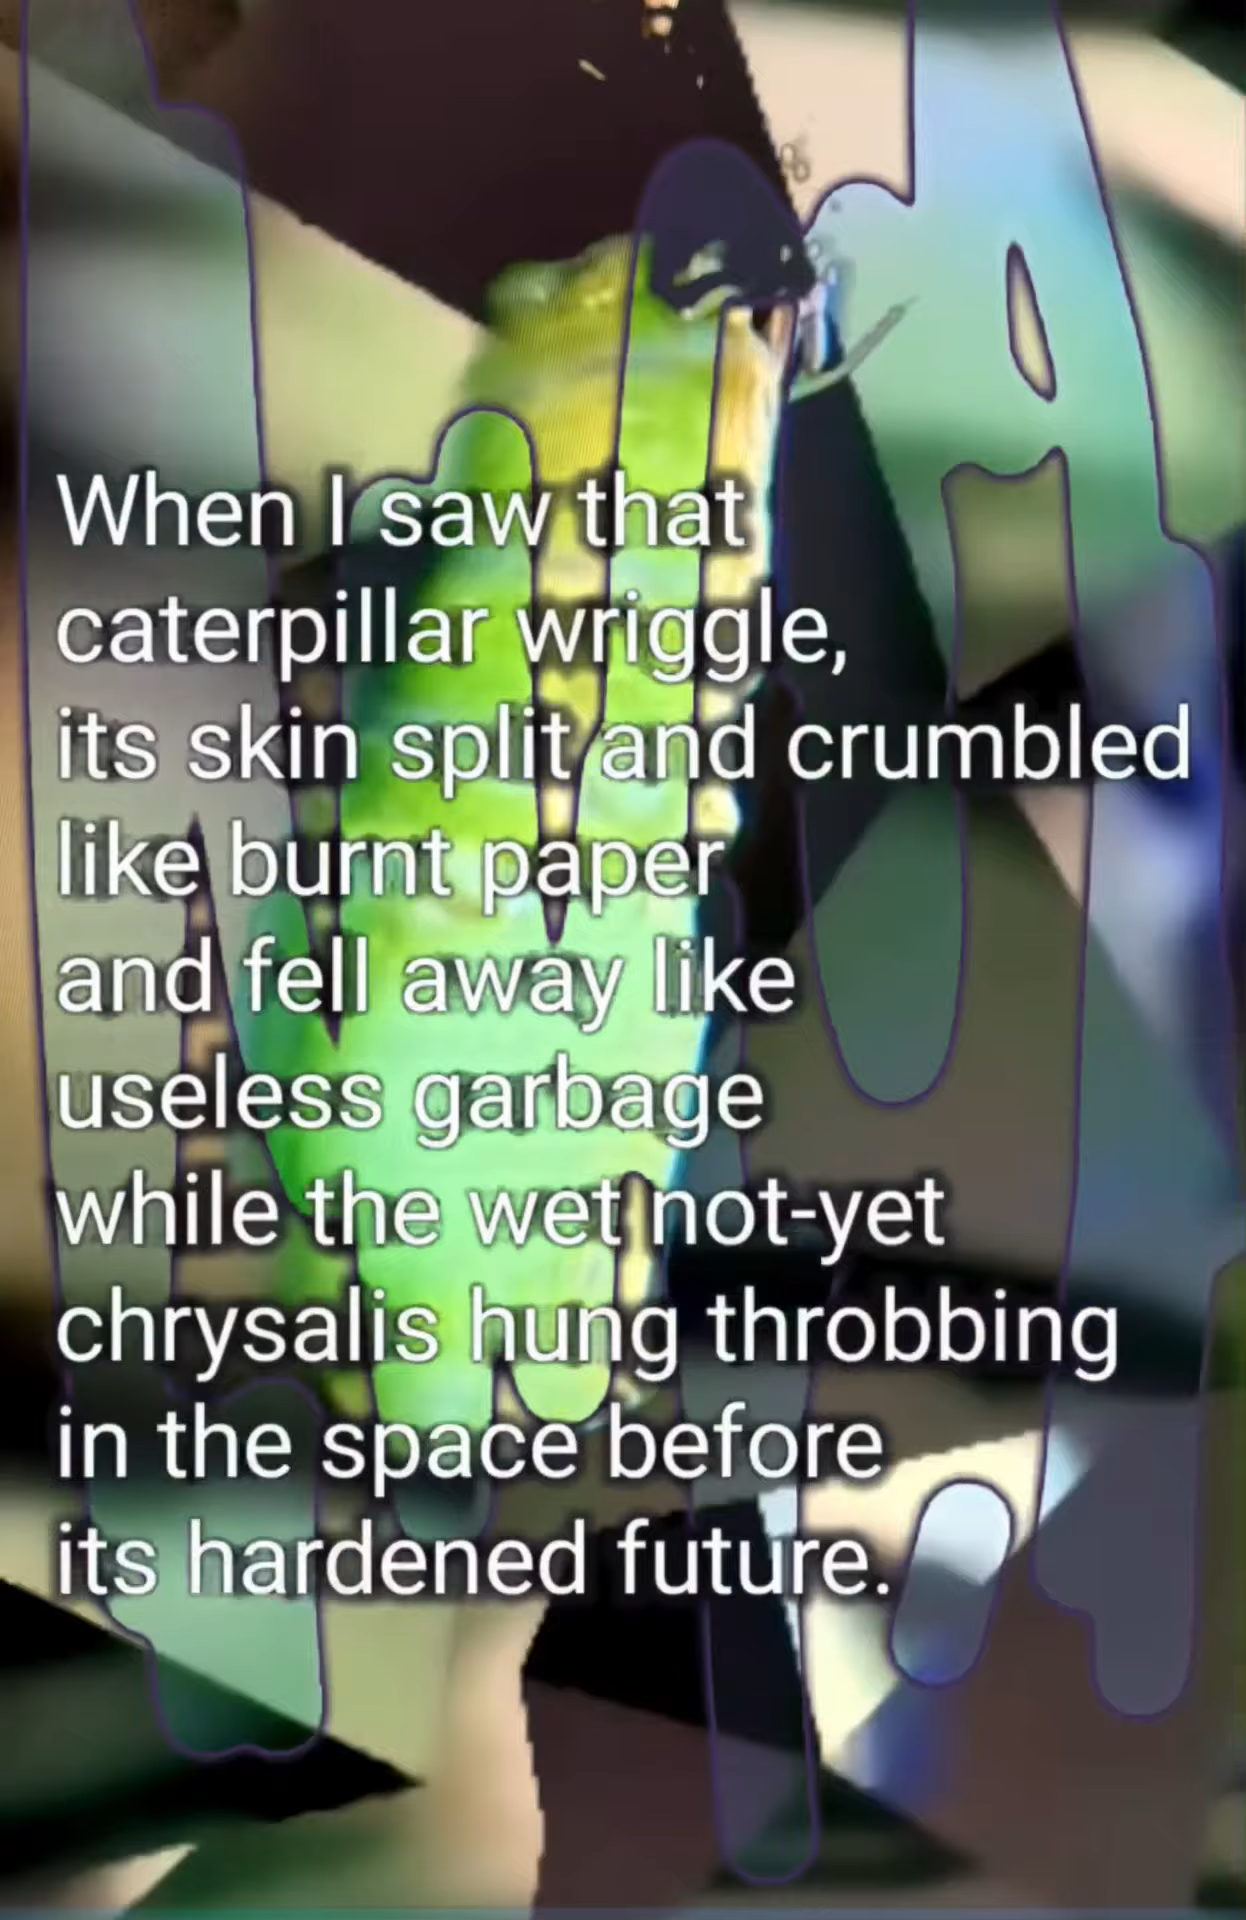 When I saw that
caterpillar wriggle,
its skin split and crumbled
like burnt paper
and fell away like
useless garbage
while the wet not-yet
chrysalis hung throbbing
in the space before
its hardened future.